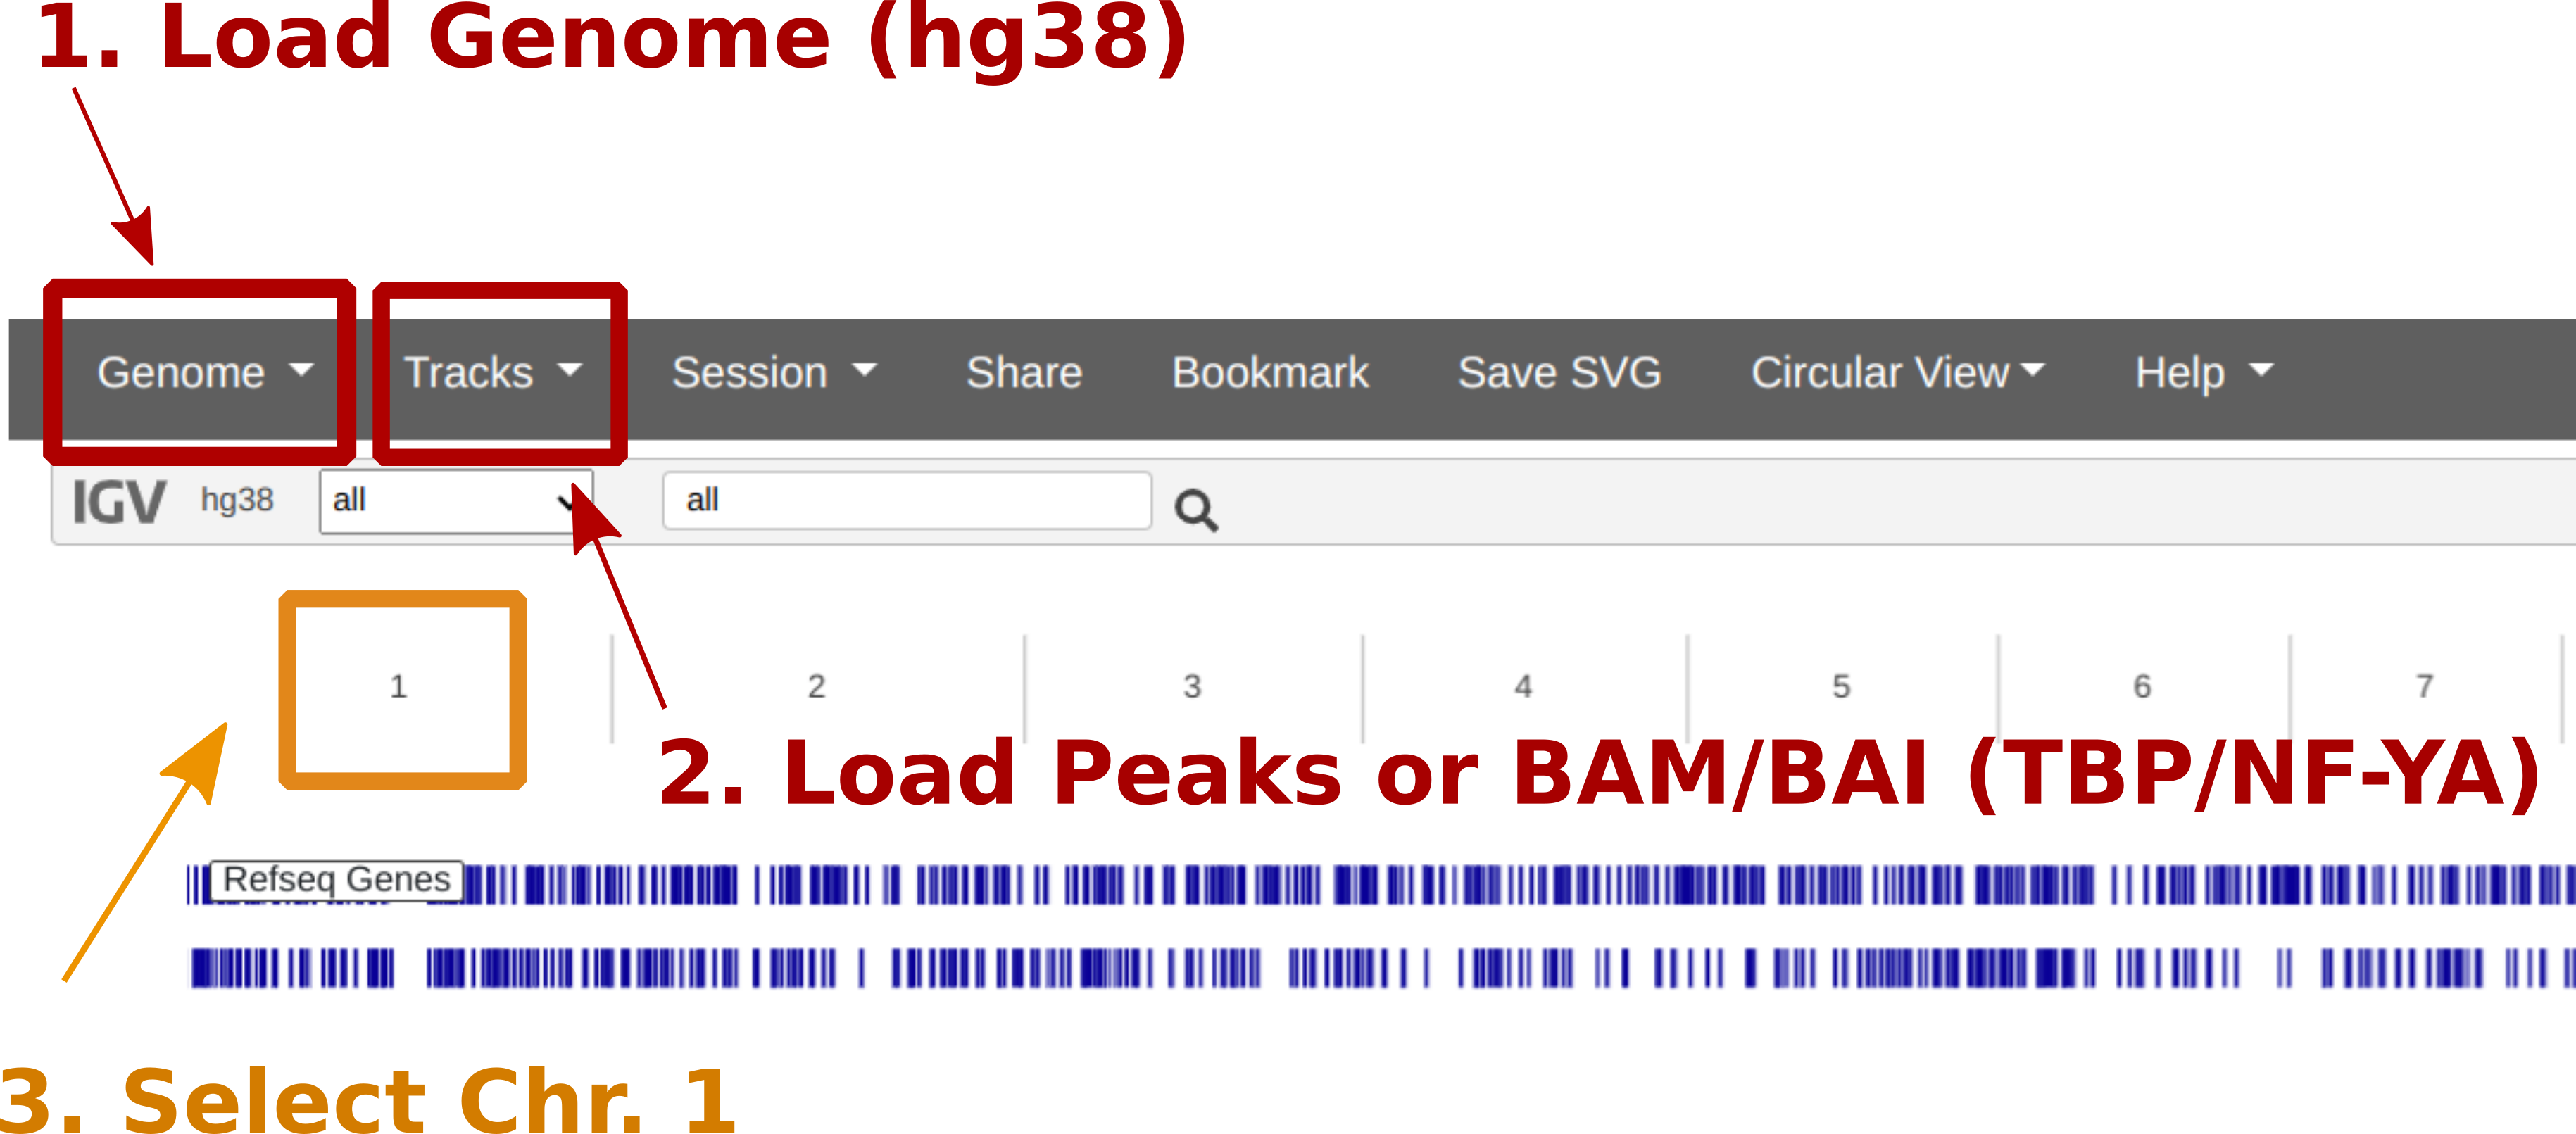 1. Load Genome (hg38)
Genome Tracks Session Share Bookmark Save SVG Circular View Help
IGV hg38 all all
1 2 3 4 5 6 7
2. Load Peaks or BAM/BAI (TBP/NF-YA)
Refseq Genes
3. Select Chr. 1